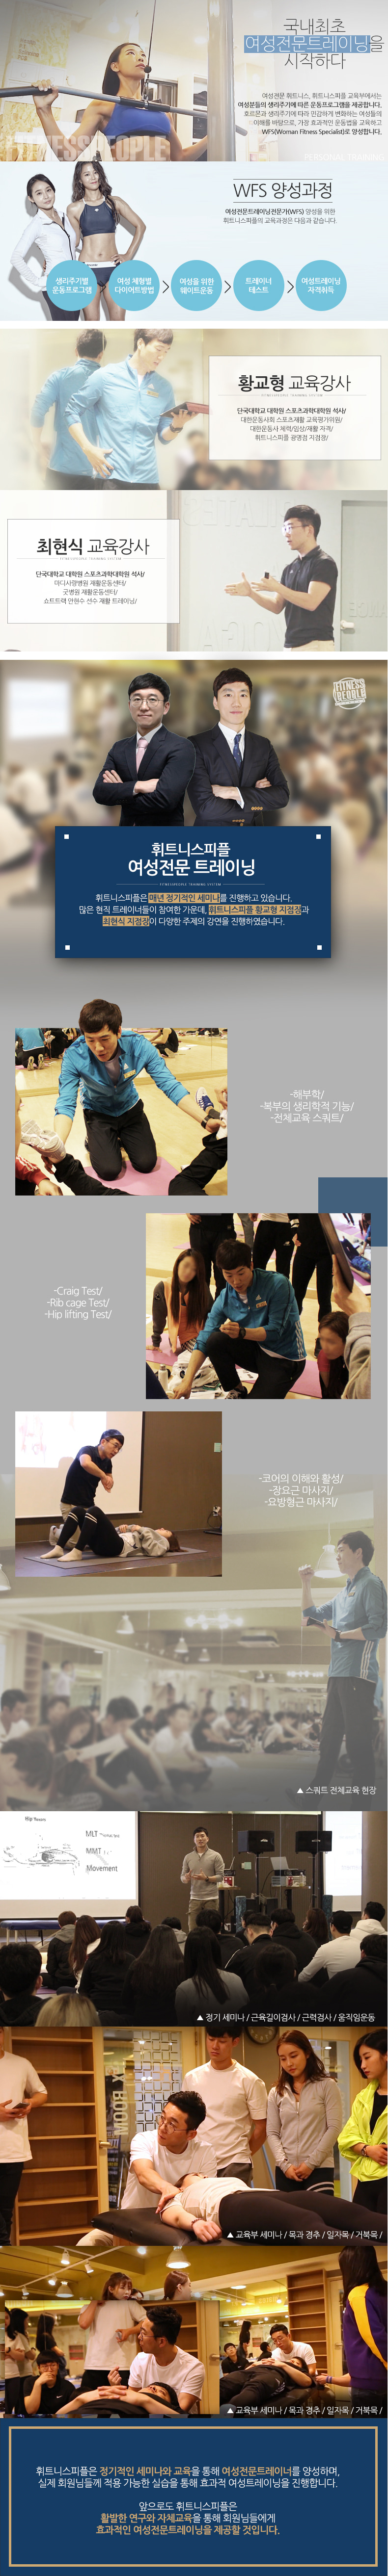 국내최초
여성전문트레이닝을
시작하다
여성전문 휘트니스, 휘트니스피플 교육부에서는
여성분들의 생리주기에 따른 운동프로그램을 제공합니다.
호르몬과 생리주기에 따라 민감하게 변화하는 여성들의
이해를 바탕으로, 가장 효과적인 운동법을 교육하고
WFS(Woman Fitness Specialist)로 양성합니다.
FITNESS PEOPLE
PERSONAL TRAINING
WFS 양성과정
여성전문트레이닝전문가(WFS) 양성을 위한
휘트니스피플의 교육과정은 다음과 같습니다.
생리주기별
운동프로그램
여성 체형별
다이어트방법
여성을 위한
웨이트운동
트레이너
테스트
여성트레이닝
자격취득
황교형 교육강사
FITNESSPEOPLE TRAINING SYSTEM
단국대학교 대학원 스포츠과학대학원 석사/
대한운동사회 스포츠재활 교육평가위원/
대한운동사 체력/임상/재활 자격/
휘트니스피플 광명점 지점장/
최현식 교육강사
FITNESSPEOPLE TRAINING SYSTEM
단국대학교 대학원 스포츠과학대학원 석사/
마디사랑병원 재활운동센터/
굿병원 재활운동센터/
쇼트트랙 안현수 선수 재활 트레이닝/
FITNESS
PEOPLE
휘트니스피플
여성전문 트레이닝
FITNESSPEOPLE TRAINING SYSTEM
휘트니스피플은 매년 정기적인 세미나를 진행하고 있습니다.
많은 현직 트레이너들이 참여한 가운데, 휘트니스피플 황교형 지점장과
최현식 지점장이 다양한 주제의 강연을 진행하였습니다.
-해부학/
-복부의 생리학적 기능/
-전체교육 스쿼트/
-Craig Test/
-Rib cage Test/
-Hip lifting Test/
-코어의 이해와 활성/
-장요근 마사지/
-요방형근 마사지/
▲ 스쿼트 전체교육 현장
Hip
MLT
MMT
Movement
▲ 정기 세미나 / 근육길이검사 / 근력검사 / 움직임운동
▲ 교육부 세미나 / 목과 경추 / 일자목 / 거북목 /
▲ 교육부 세미나 / 목과 경추 / 일자목 / 거북목 /
휘트니스피플은 정기적인 세미나와 교육을 통해 여성전문트레이너를 양성하며,
실제 회원님들께 적용 가능한 실습을 통해 효과적 여성트레이닝을 진행합니다.
앞으로도 휘트니스피플은
활발한 연구와 자체교육을 통해 회원님들에게
효과적인 여성전문트레이닝을 제공할 것입니다.